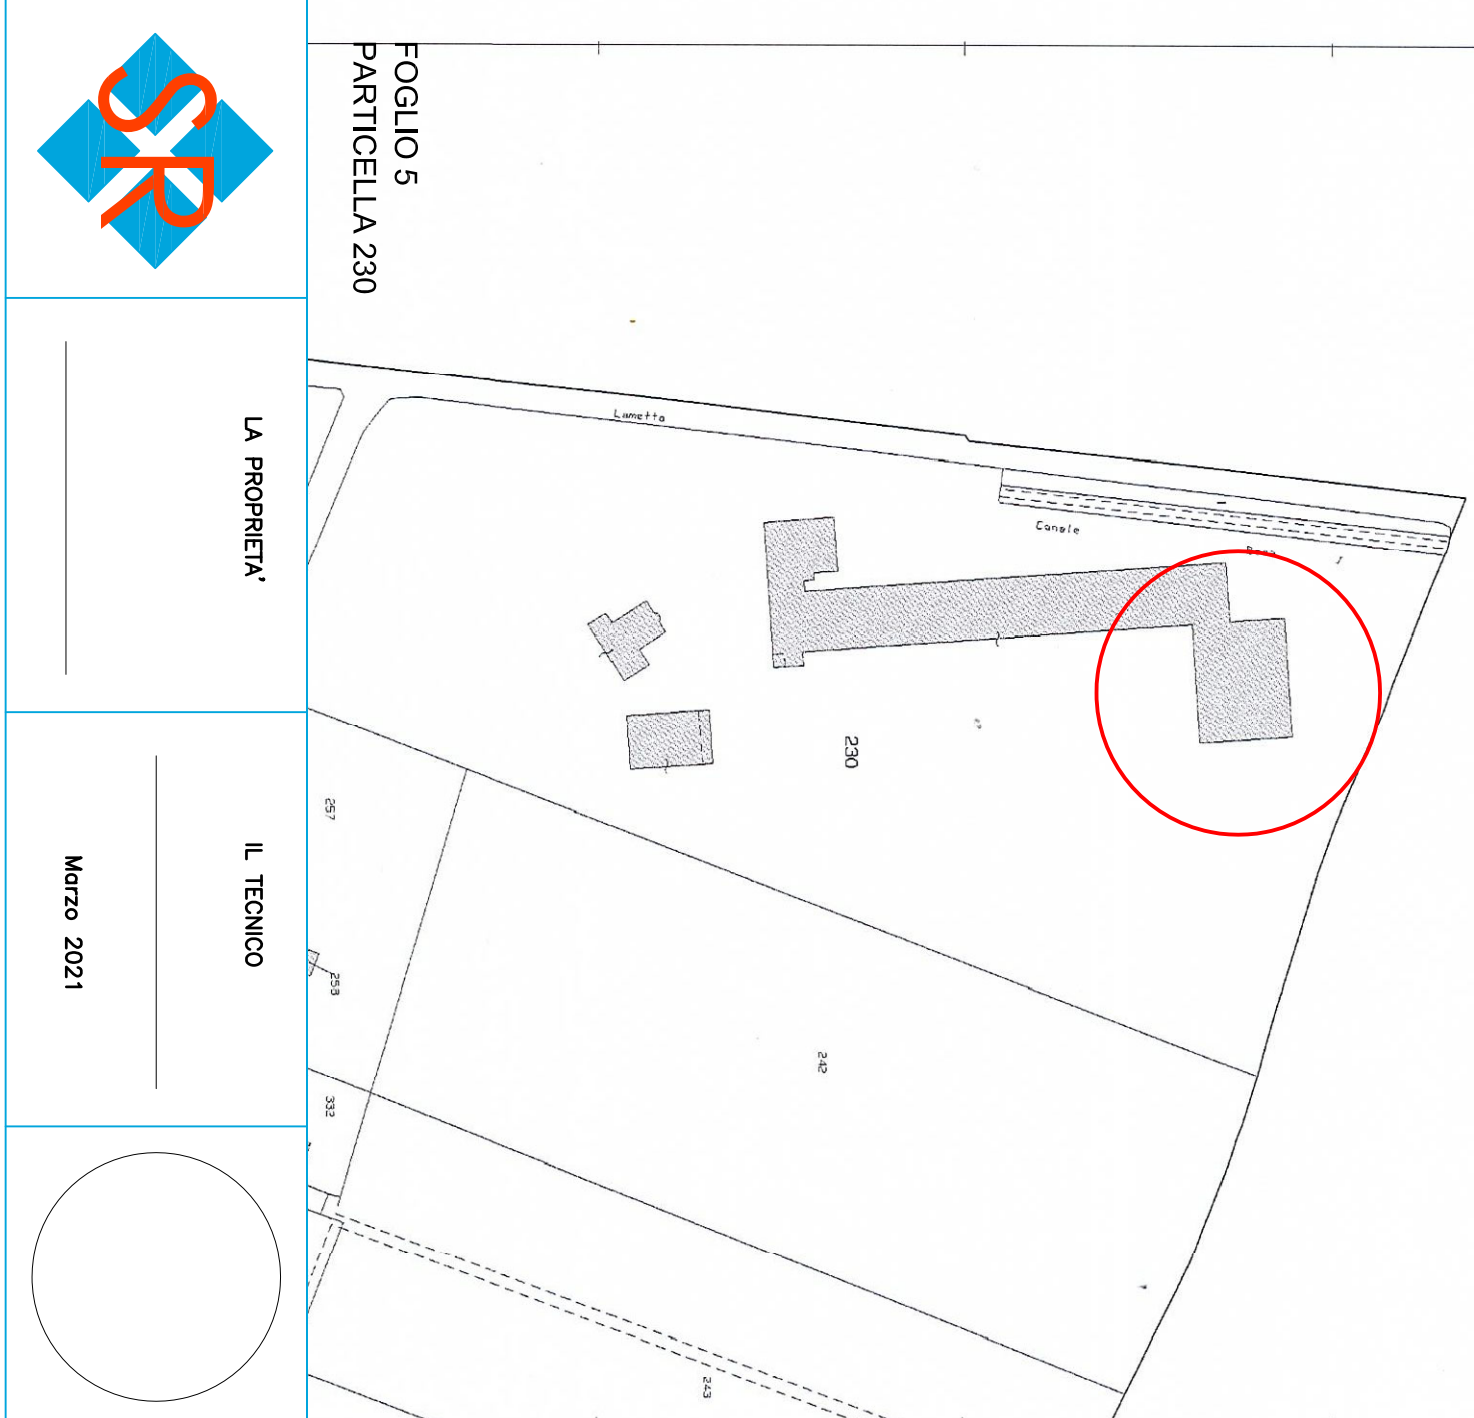 SR
FOGLIO 5
PARTICELLA 230
LA PROPRIETA'
IL TECNICO
Marzo 2021
Lametta
Canale
230
257
258
242
332
243